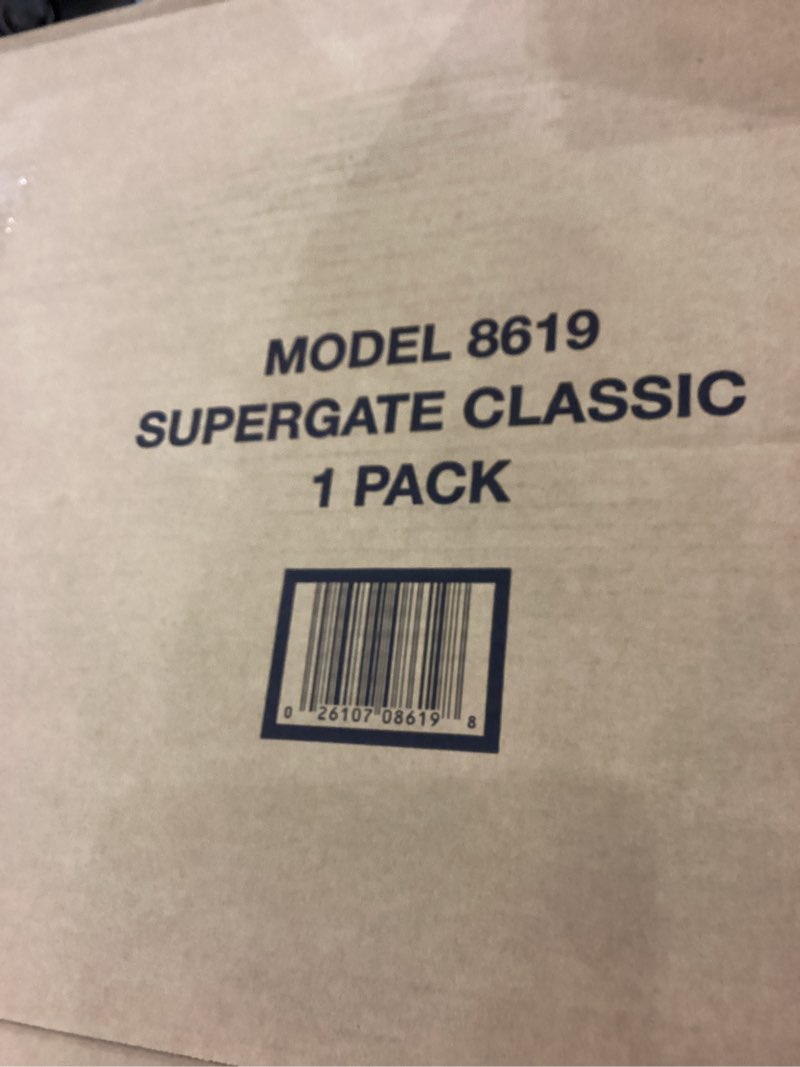 MODEL 8619
SUPERGATE CLASSIC
1 PACK
0 26107 08619 8